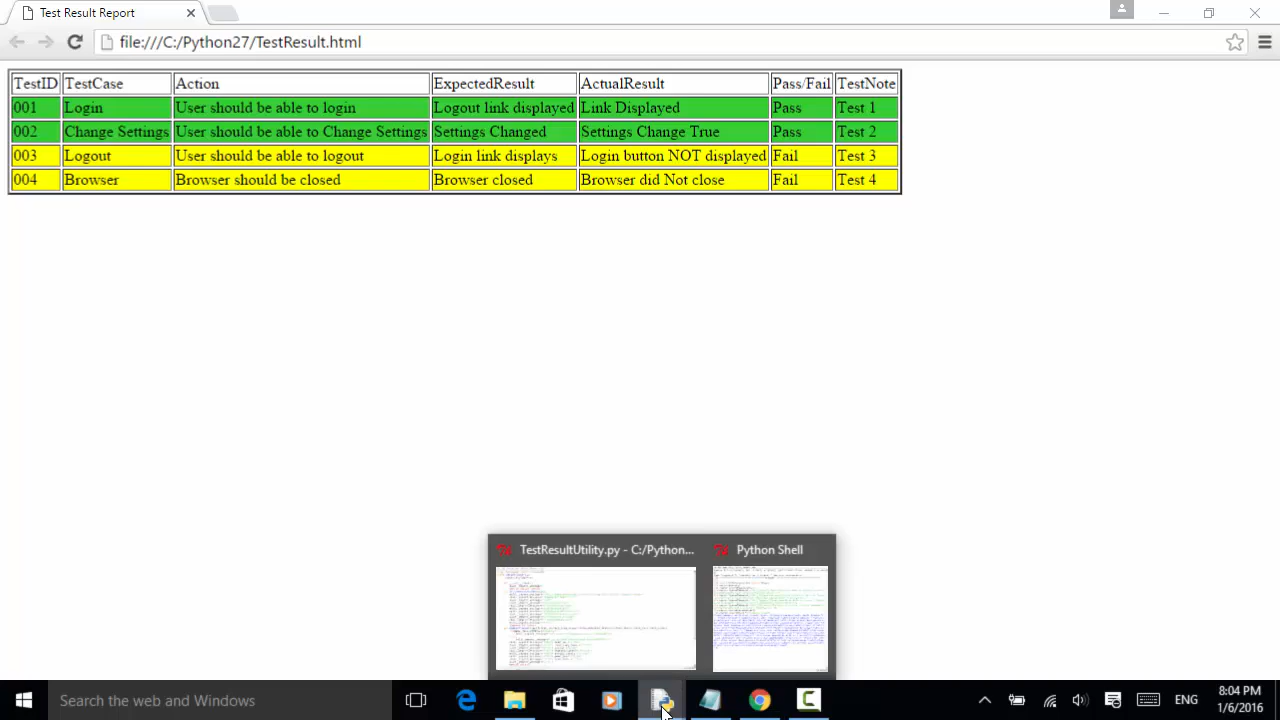 Test Result Report
file:///C:/Python27/TestResult.html
TestID TestCase Action ExpectedResult ActualResult Pass/Fail TestNote
001 Login User should be able to login Logout link displayed Link Displayed Pass Test 1
002 Change Settings User should be able to Change Settings Settings Changed Settings Change True Pass Test 2
003 Logout User should be able to logout Login link displays Login button NOT displayed Fail Test 3
004 Browser Browser should be closed Browser closed Browser did Not close Fail Test 4
TestResultUtility.py - C:/Python... Python Shell
Search the web and Windows
ENG
8:04 PM
1/6/2016